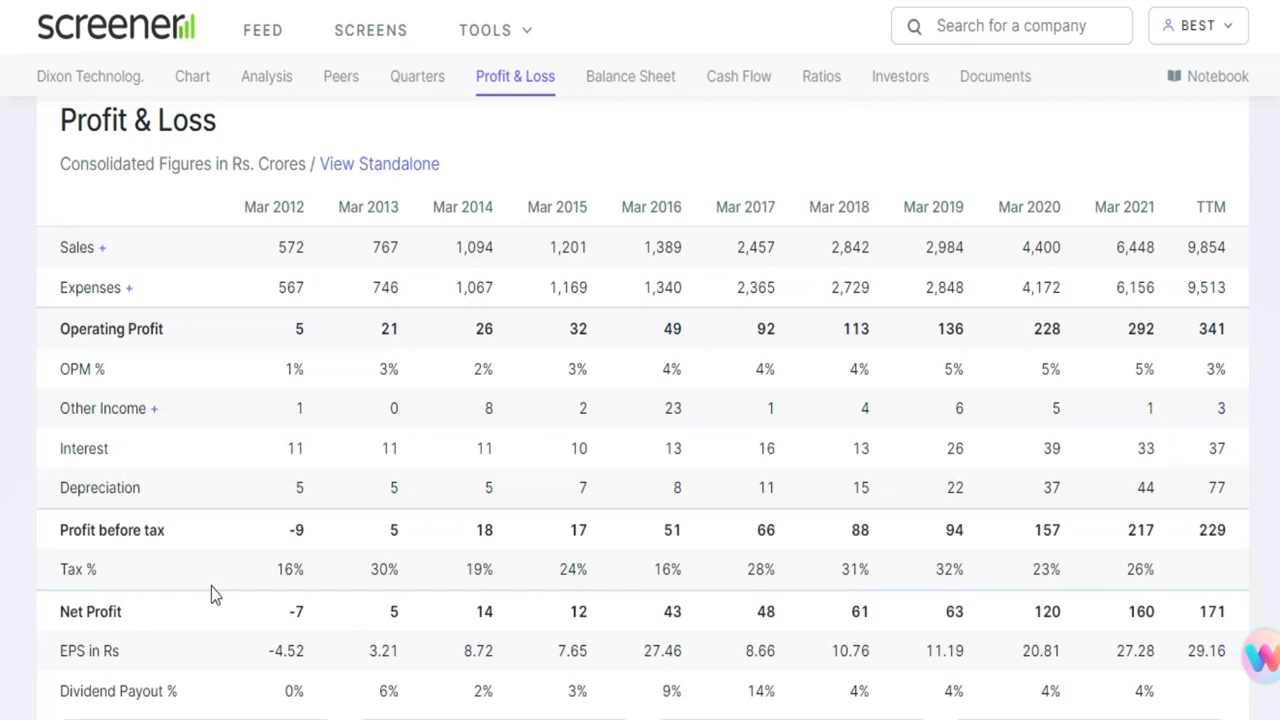 screener FEED SCREENS TOOLS Search for a company BEST
Dixon Technolog. Chart Analysis Peers Quarters Profit & Loss Balance Sheet Cash Flow Ratios Investors Documents Notebook
Profit & Loss
Consolidated Figures in Rs. Crores / View Standalone
Mar 2012 Mar 2013 Mar 2014 Mar 2015 Mar 2016 Mar 2017 Mar 2018 Mar 2019 Mar 2020 Mar 2021 TTM
Sales + 572 767 1,094 1,201 1,389 2,457 2,842 2,984 4,400 6,448 9,854
Expenses + 567 746 1,067 1,169 1,340 2,365 2,729 2,848 4,172 6,156 9,513
Operating Profit 5 21 26 32 49 92 113 136 228 292 341
OPM % 1% 3% 2% 3% 4% 4% 4% 5% 5% 5% 3%
Other Income + 1 0 8 2 23 1 4 6 5 1 3
Interest 11 11 11 10 13 16 13 26 39 33 37
Depreciation 5 5 5 7 8 11 15 22 37 44 77
Profit before tax -9 5 18 17 51 66 88 94 157 217 229
Tax % 16% 30% 19% 24% 16% 28% 31% 32% 23% 26%
Net Profit -7 5 14 12 43 48 61 63 120 160 171
EPS in Rs -4.52 3.21 8.72 7.65 27.46 8.66 10.76 11.19 20.81 27.28 29.16
Dividend Payout % 0% 6% 2% 3% 9% 14% 4% 4% 4% 4%